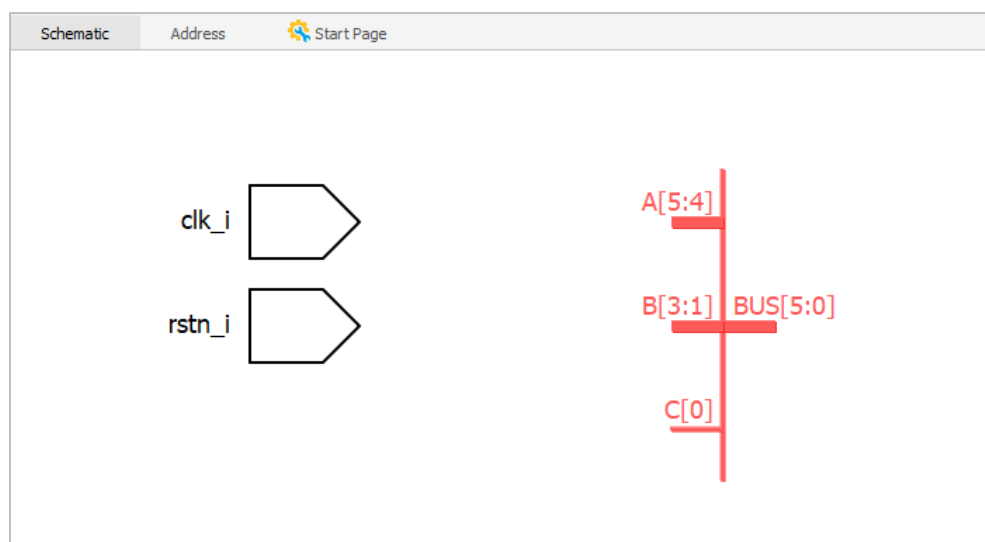 Schematic Address Start Page
clk_i
A[5:4]
rstn_i
B[3:1] BUS[5:0]
C[0]